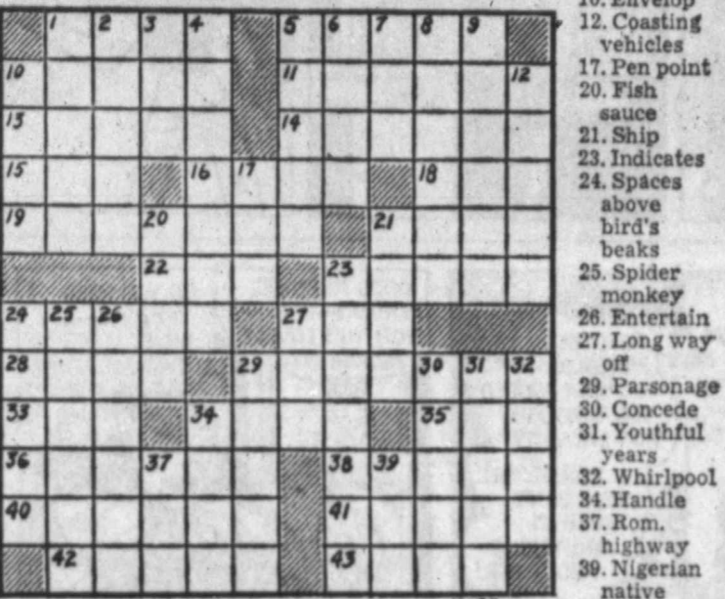 1 2 3 4 5 6 7 8 9
10 11 12
13 14
15 16 17 18
19 20 21
22 23
24 25 26 27
28 29 30 31 32
33 34 35
36 37 38 39
40 41
42 43
10. Envelop
12. Coasting
vehicles
17. Pen point
20. Fish
sauce
21. Ship
23. Indicates
24. Spaces
above
bird's
beaks
25. Spider
monkey
26. Entertain
27. Long way
off
29. Parsonage
30. Concede
31. Youthful
years
32. Whirlpool
34. Handle
37. Rom.
highway
39. Nigerian
native